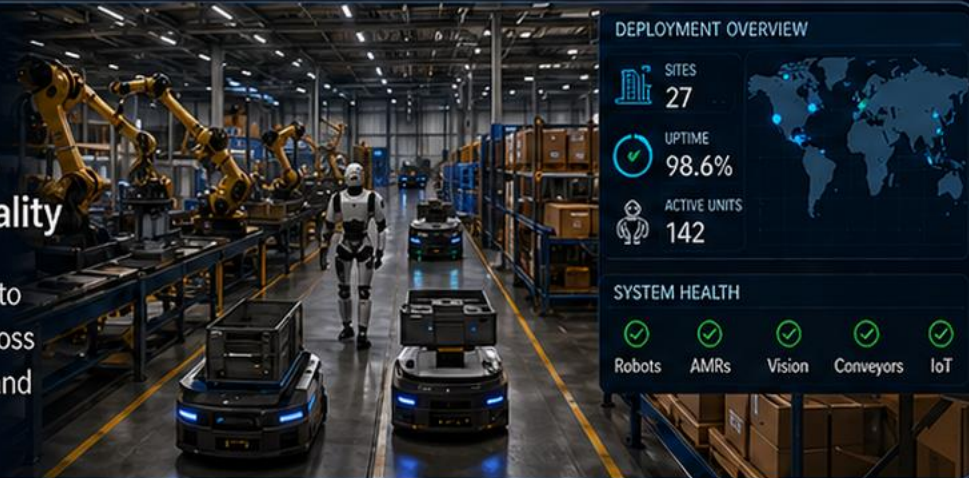 ality
to
oss
and
DEPLOYMENT OVERVIEW
SITES
27
UPTIME
98.6%
ACTIVE UNITS
142
SYSTEM HEALTH
Robots AMRs Vision Conveyors IoT